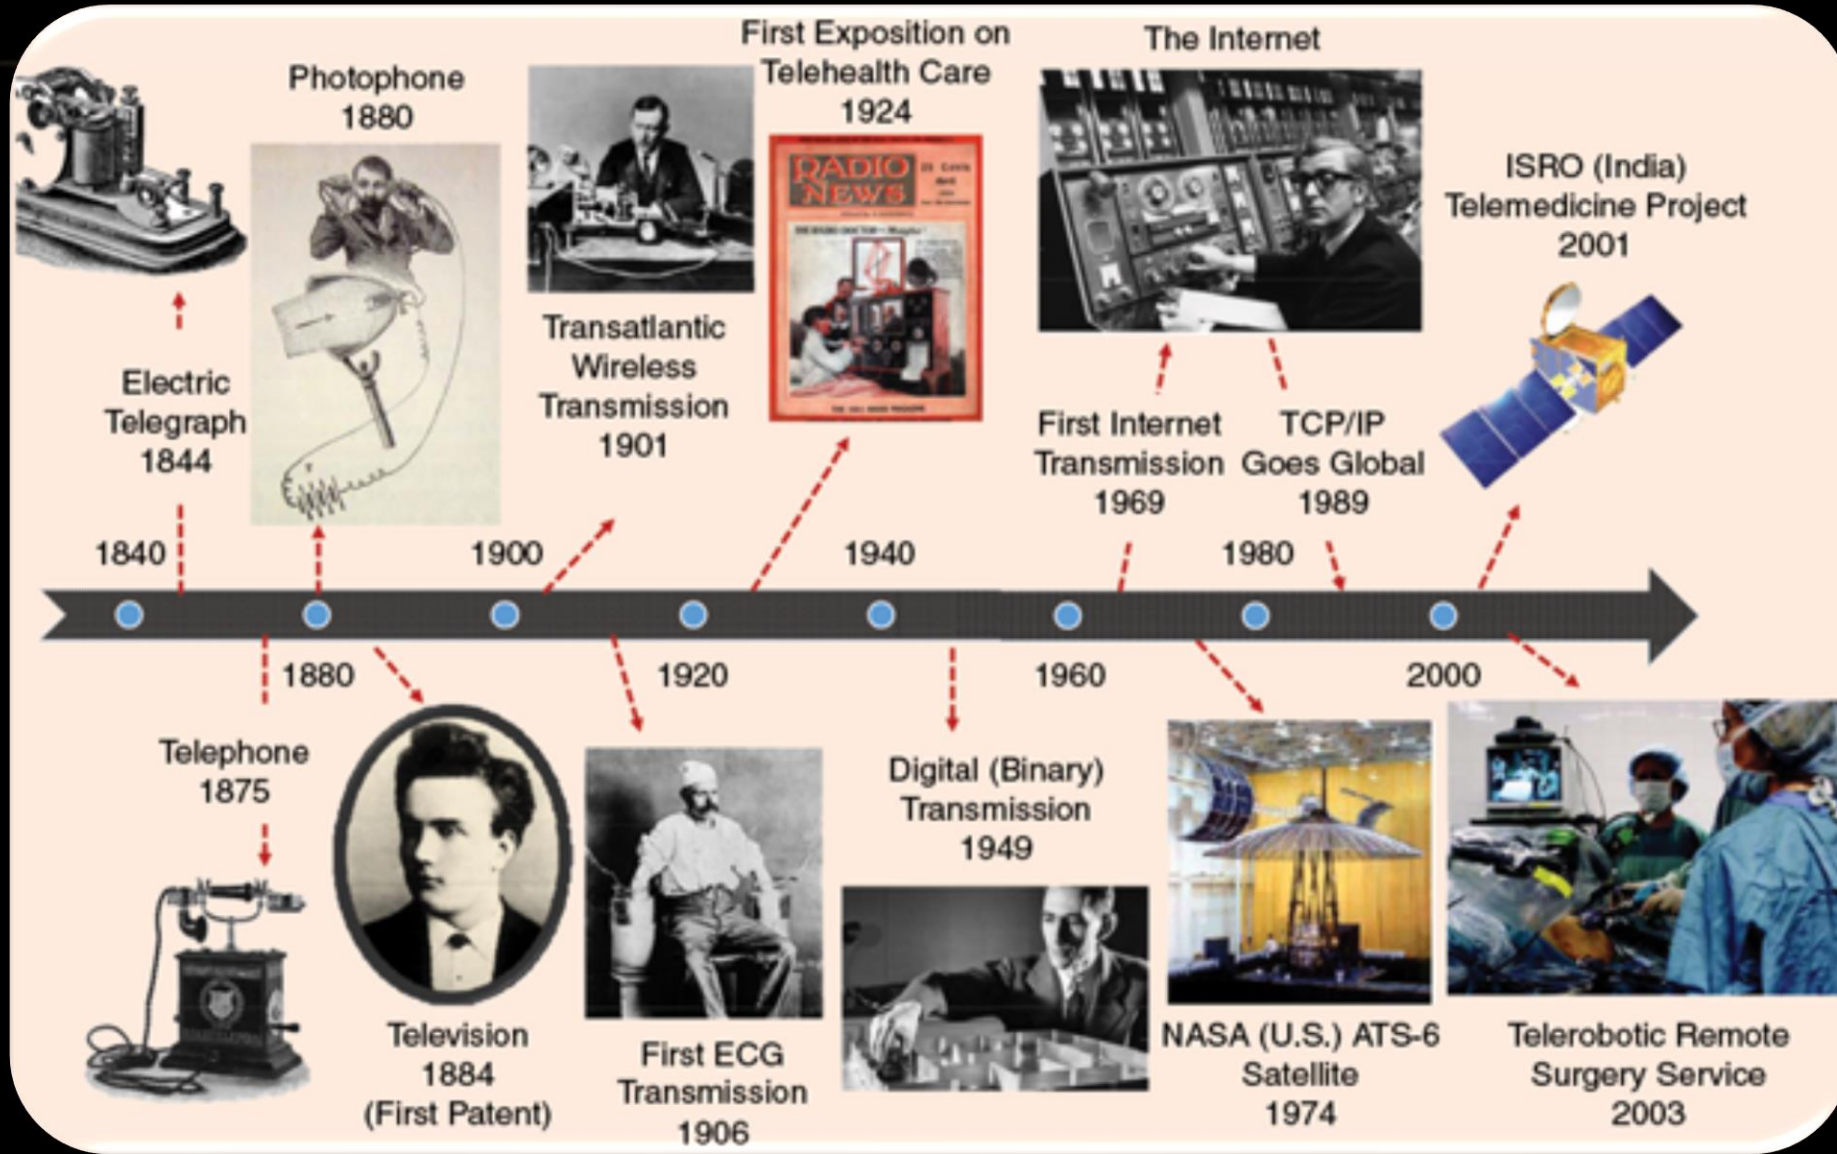 Photophone
1880
First Exposition on
Telehealth Care
1924
The Internet
ISRO (India)
Telemedicine Project
2001
RADIO
NEWS
25 Cents
Electric
Telegraph
1844
Transatlantic
Wireless
Transmission
1901
First Internet
Transmission
1969
TCP/IP
Goes Global
1989
1840
1900
1940
1980
1880
1920
1960
2000
Telephone
1875
Television
1884
(First Patent)
First ECG
Transmission
1906
Digital (Binary)
Transmission
1949
NASA (U.S.) ATS-6
Satellite
1974
Telerobotic Remote
Surgery Service
2003